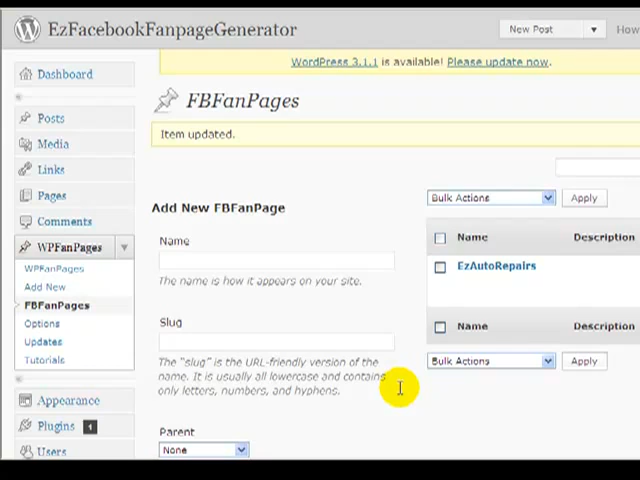 EzFacebookFanpageGenerator
New Post
How
WordPress 3.1.1 is available! Please update now.
Dashboard
FBFanPages
Item updated.
Posts
Media
Links
Pages
Comments
WPFanPages
WPFanPages
Add New
FBFanPages
Options
Updates
Tutorials
Appearance
Plugins 1
Users
Add New FBFanPage
Name
The name is how it appears on your site.
Slug
The "slug" is the URL-friendly version of the
name. It is usually all lowercase and contains
only letters, numbers, and hyphens.
Parent
None
Bulk Actions Apply
Name Description
EzAutoRepairs
Name Description
Bulk Actions Apply